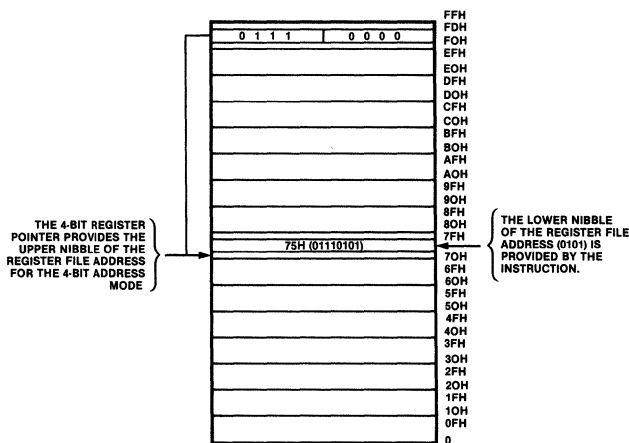 FFH
FDH
0 1 1 1 0 0 0 0
F0H
EFH
E0H
DFH
D0H
CFH
C0H
BFH
B0H
AFH
A0H
9FH
90H
8FH
80H
7FH
THE 4-BIT REGISTER
POINTER PROVIDES THE
UPPER NIBBLE OF THE
REGISTER FILE ADDRESS
FOR THE 4-BIT ADDRESS
MODE
75H (01110101)
THE LOWER NIBBLE
OF THE REGISTER FILE
ADDRESS (0101) IS
PROVIDED BY THE
INSTRUCTION.
70H
6FH
60H
5FH
50H
4FH
40H
3FH
30H
2FH
20H
1FH
10H
0FH
0